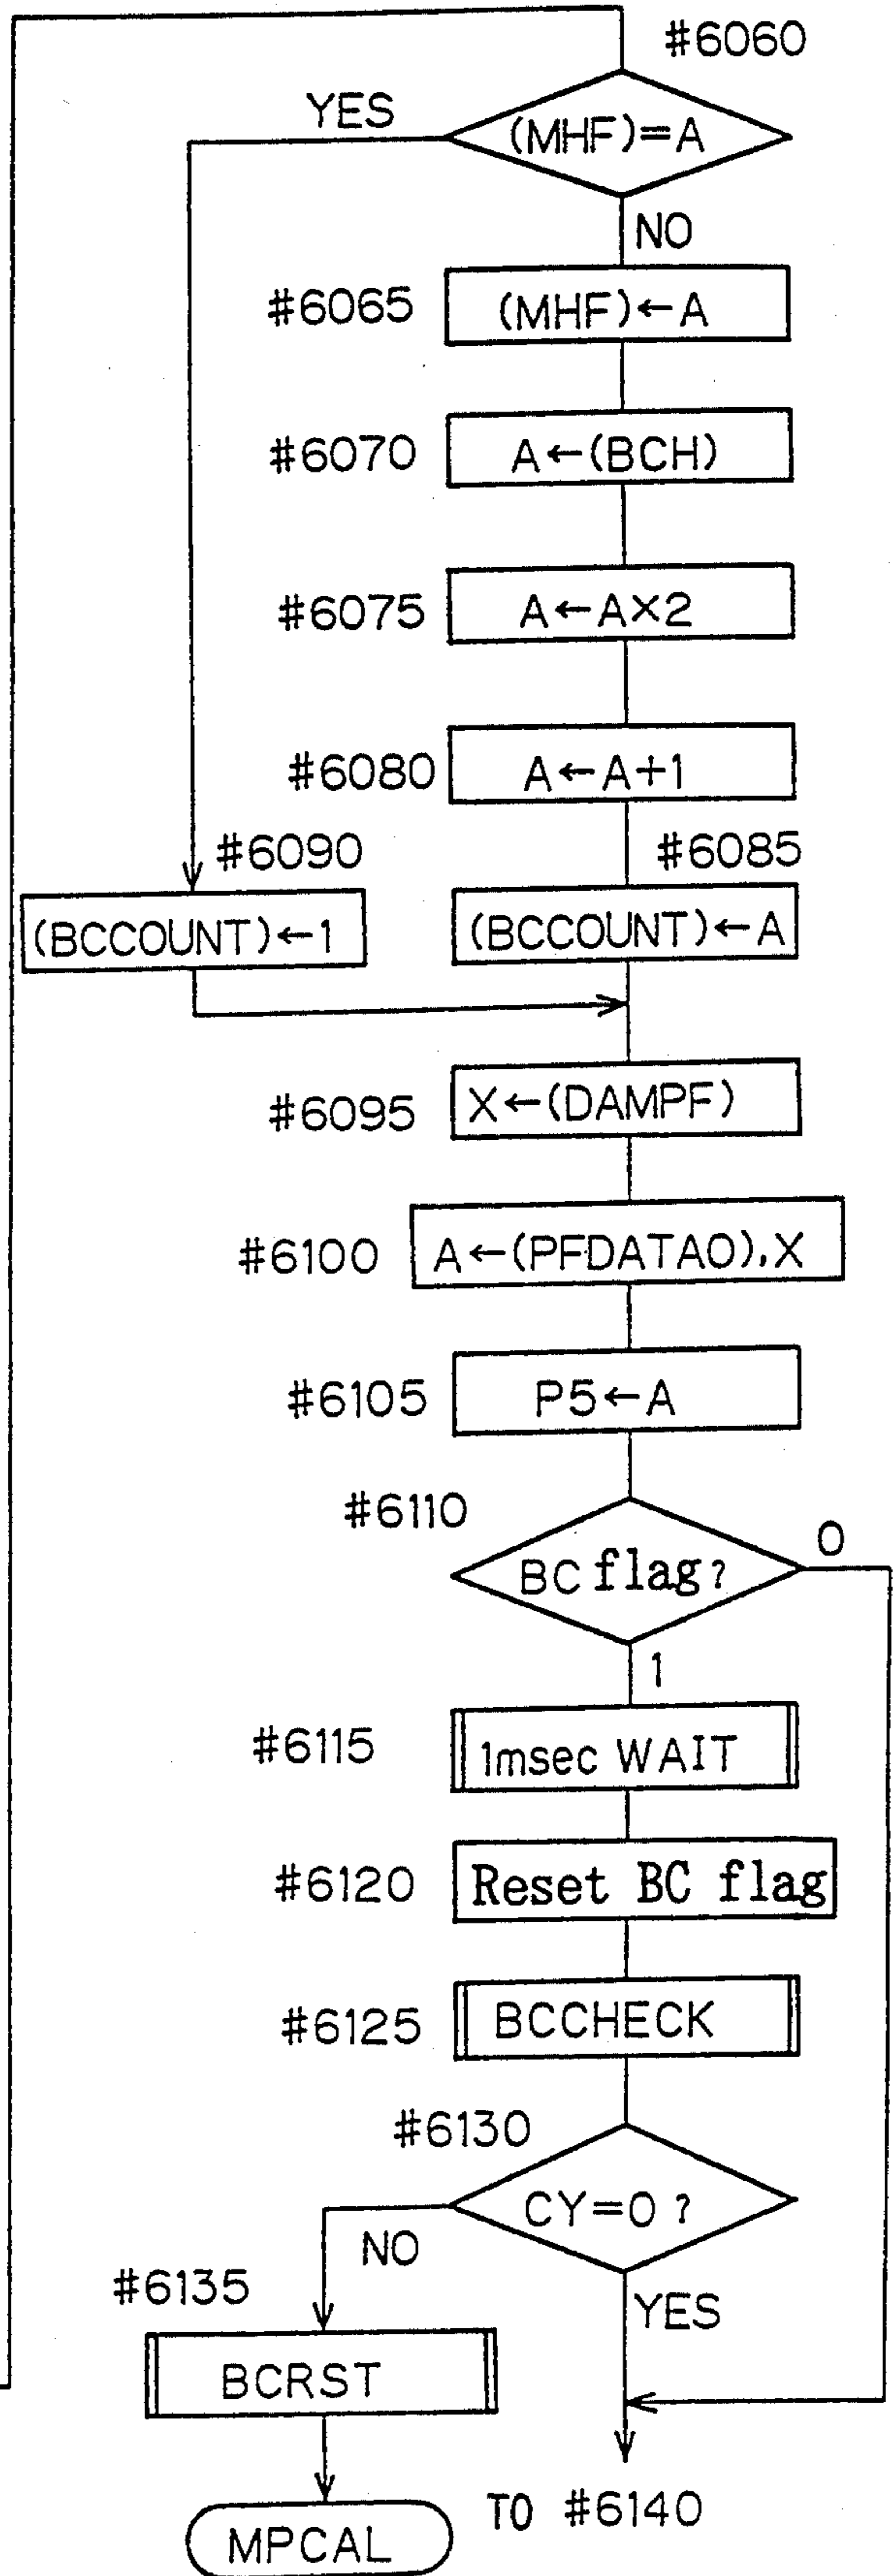 #6060
YES
(MHF)=A
NO
#6065
(MHF)←A
#6070
A←(BCH)
#6075
A←A×2
#6080
A←A+1
#6090
#6085
(BCCOUNT)←1
(BCCOUNT)←A
#6095
X←(DAMPF)
#6100
A←(PFDATA0),X
#6105
P5←A
#6110
0
BC flag?
1
#6115
1msec WAIT
#6120
Reset BC flag
#6125
BCCHECK
#6130
CY=0?
NO
#6135
YES
BCRST
TO #6140
MPCAL